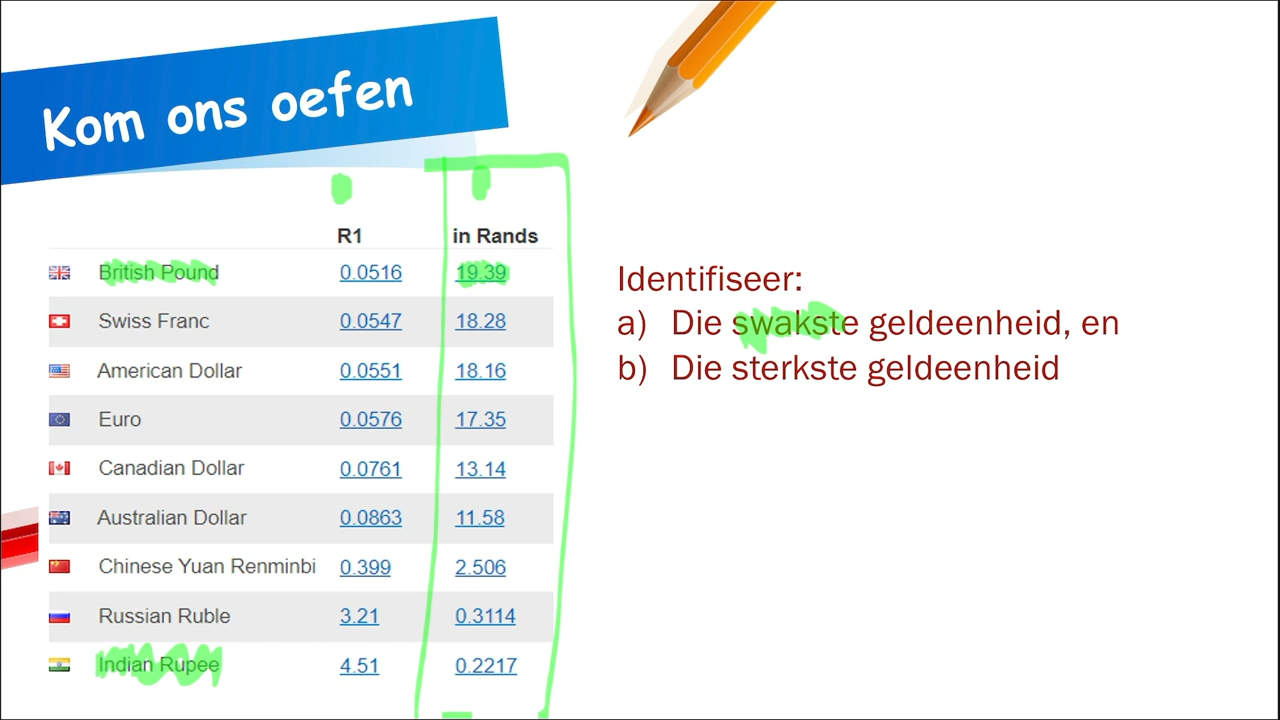 Kom ons oefen
R1 in Rands
British Pound 0.0516 19.39
Swiss Franc 0.0547 18.28
American Dollar 0.0551 18.16
Euro 0.0576 17.35
Canadian Dollar 0.0761 13.14
Australian Dollar 0.0863 11.58
Chinese Yuan Renminbi 0.399 2.506
Russian Ruble 3.21 0.3114
Indian Rupee 4.51 0.2217
Identifiseer:
a) Die swakste geldeenheid, en
b) Die sterkste geldeenheid